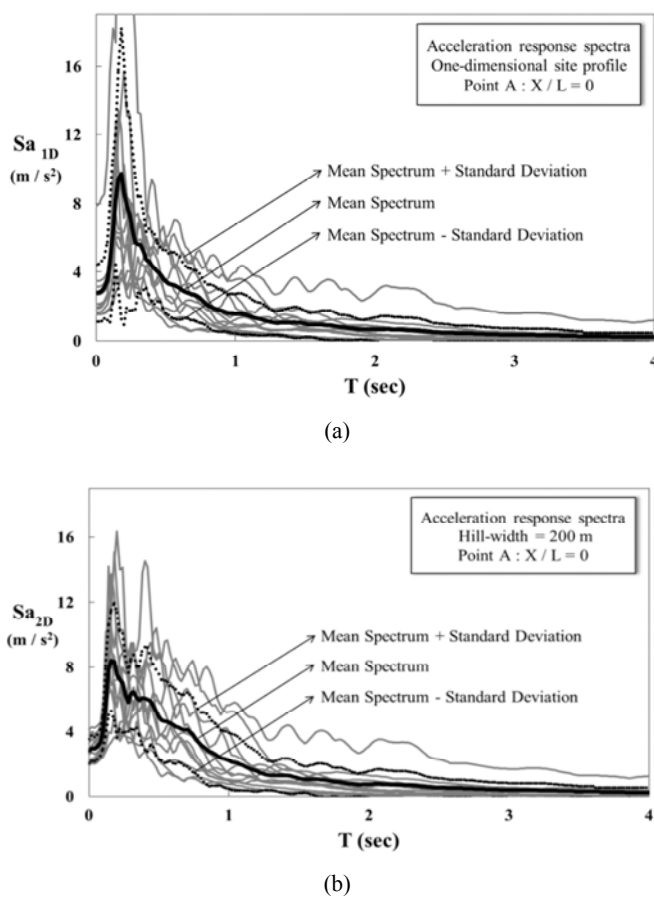 16
12
8
4
0
Sa 1D
(m / s²)
Acceleration response spectra
One-dimensional site profile
Point A : X / L = 0
Mean Spectrum + Standard Deviation
Mean Spectrum
Mean Spectrum - Standard Deviation
0 1 2 3 4
T (sec)
(a)
16
12
8
4
0
Sa2D
(m / s²)
Acceleration response spectra
Hill-width = 200 m
Point A : X / L = 0
Mean Spectrum + Standard Deviation
Mean Spectrum
Mean Spectrum - Standard Deviation
0 1 2 3 4
T (sec)
(b)